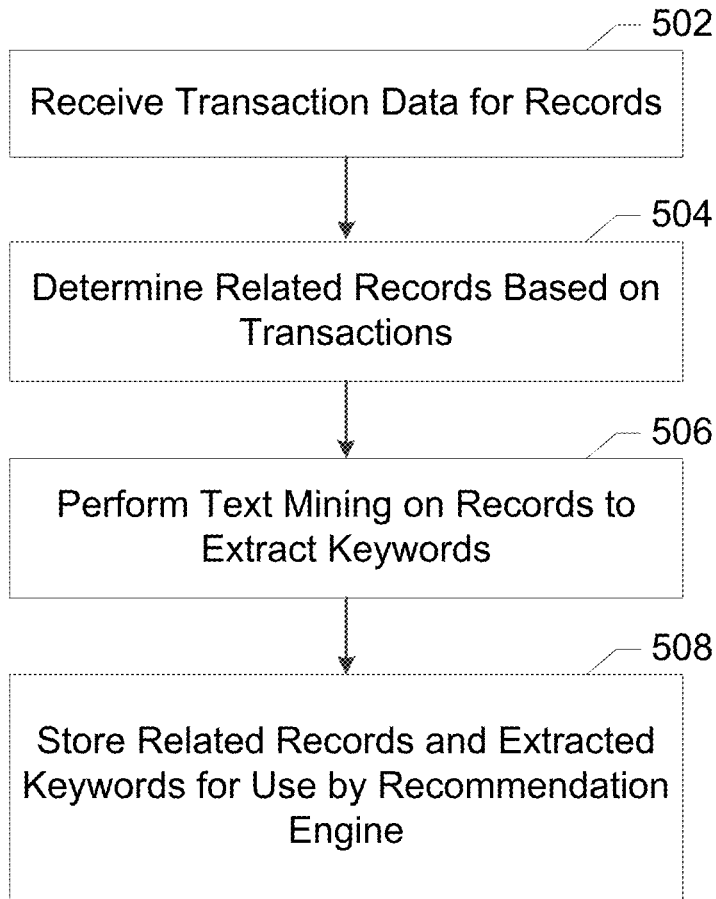 502
Receive Transaction Data for Records
504
Determine Related Records Based on
Transactions
506
Perform Text Mining on Records to
Extract Keywords
508
Store Related Records and Extracted
Keywords for Use by Recommendation
Engine